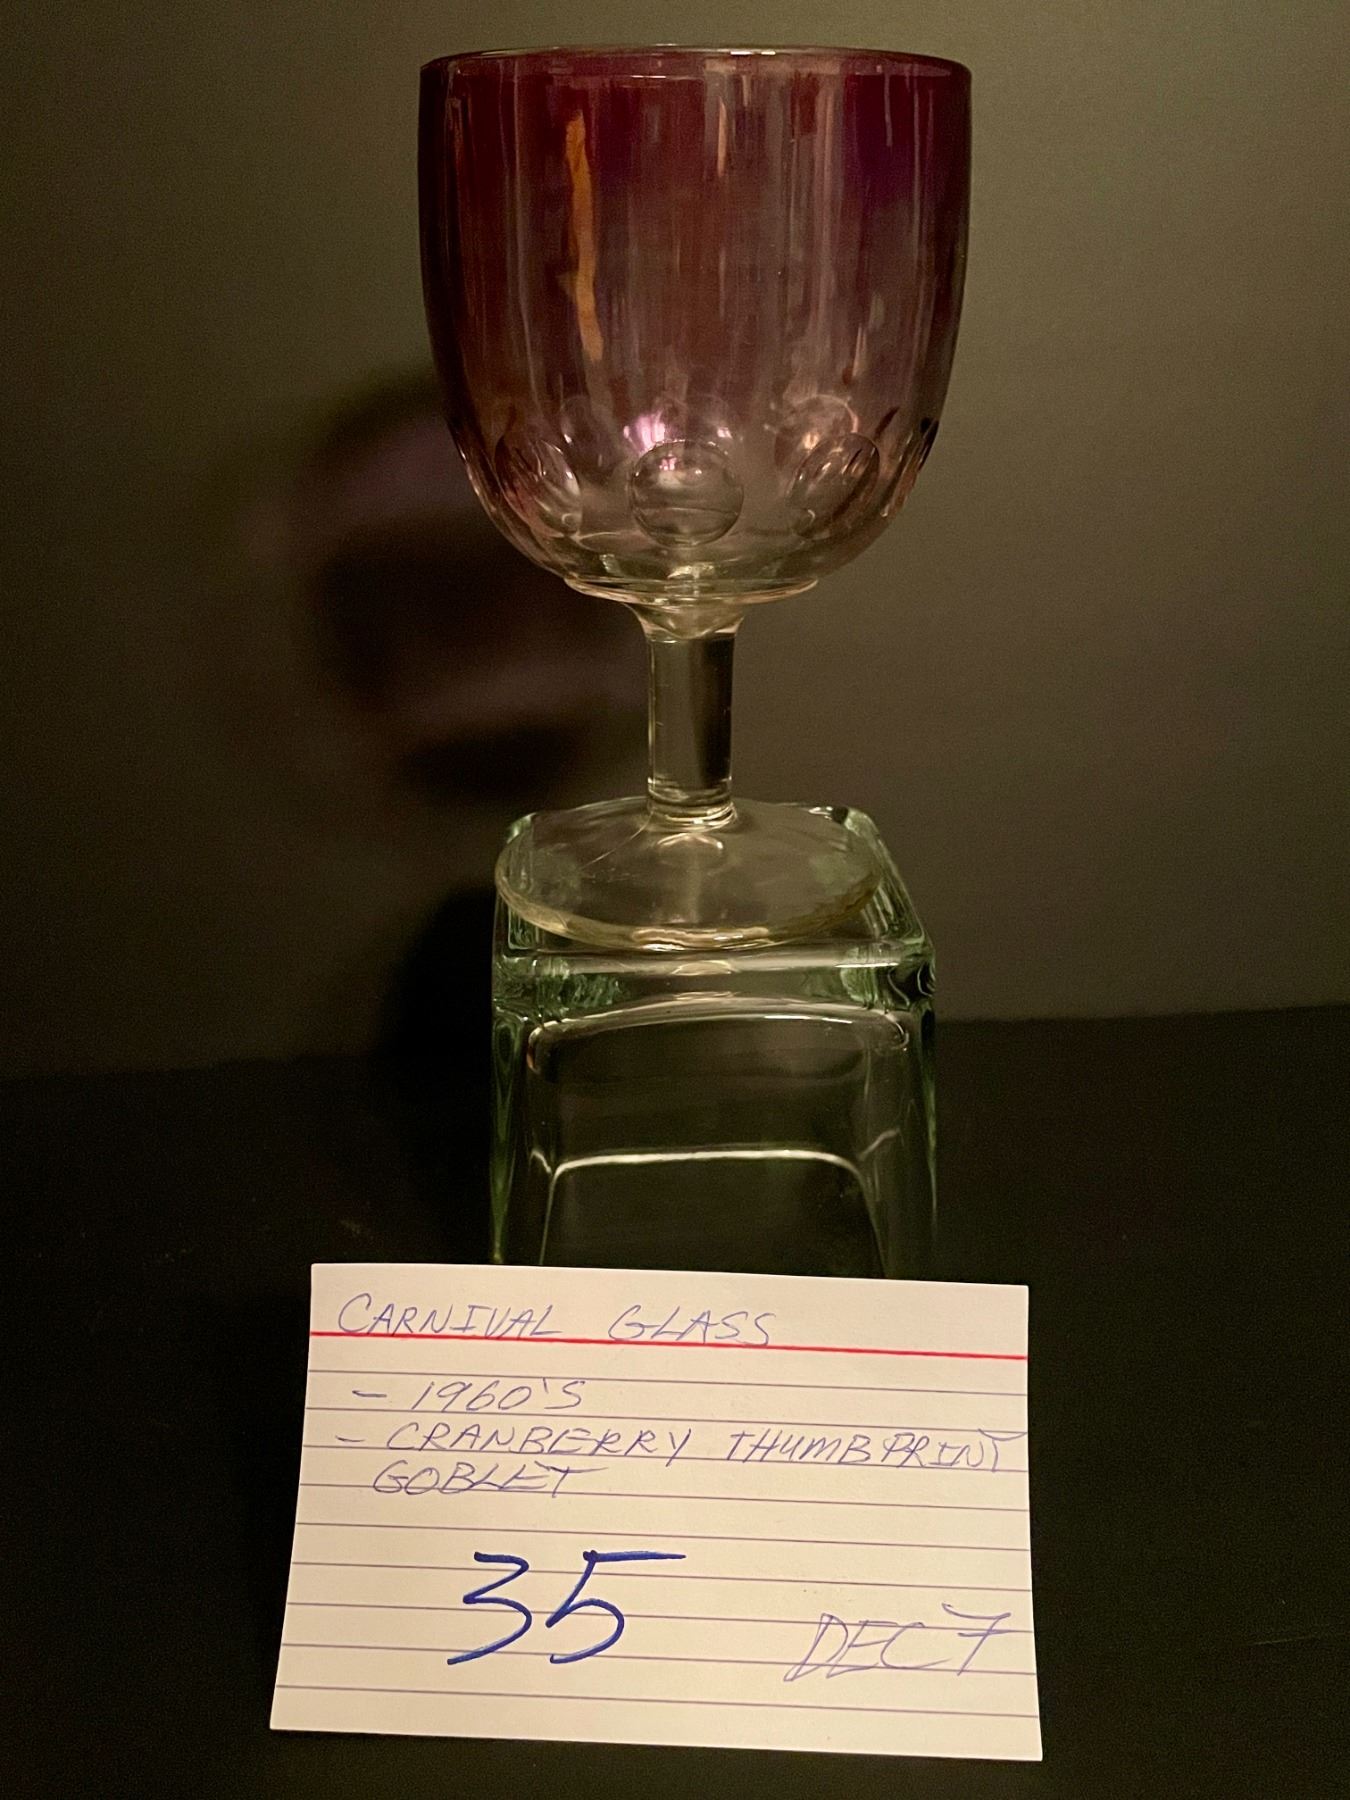 CARNIVAL GLASS
- 1960'S
- CRANBERRY THUMBPRINT
GOBLET
35
DEC 7